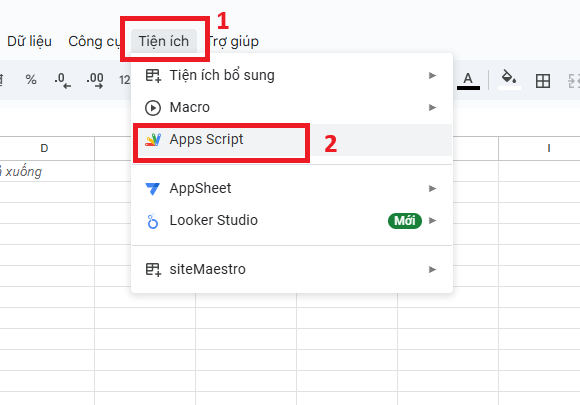 1
Dữ liệu Công cụ Tiện ích Trợ giúp
% .0 .00 12 A
Tiện ích bổ sung
Macro
Apps Script 2
AppSheet
Looker Studio Mới
siteMaestro
D I
xuống